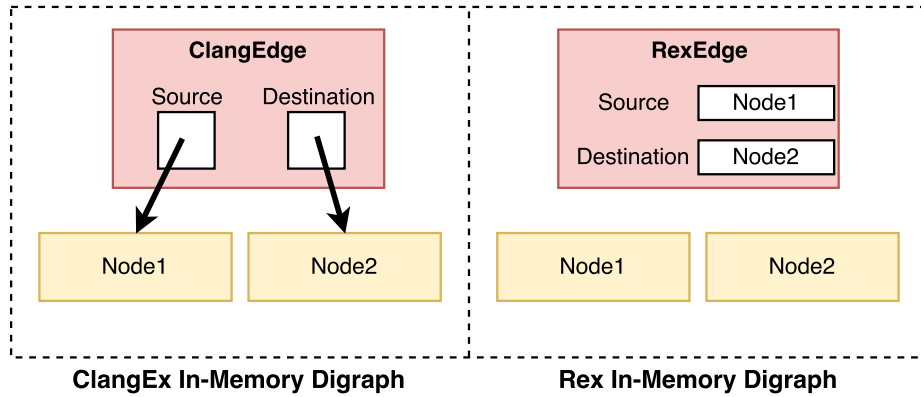 ClangEdge
Source Destination
Node1 Node2
ClangEx In-Memory Digraph
RexEdge
Source Node1
Destination Node2
Node1 Node2
Rex In-Memory Digraph